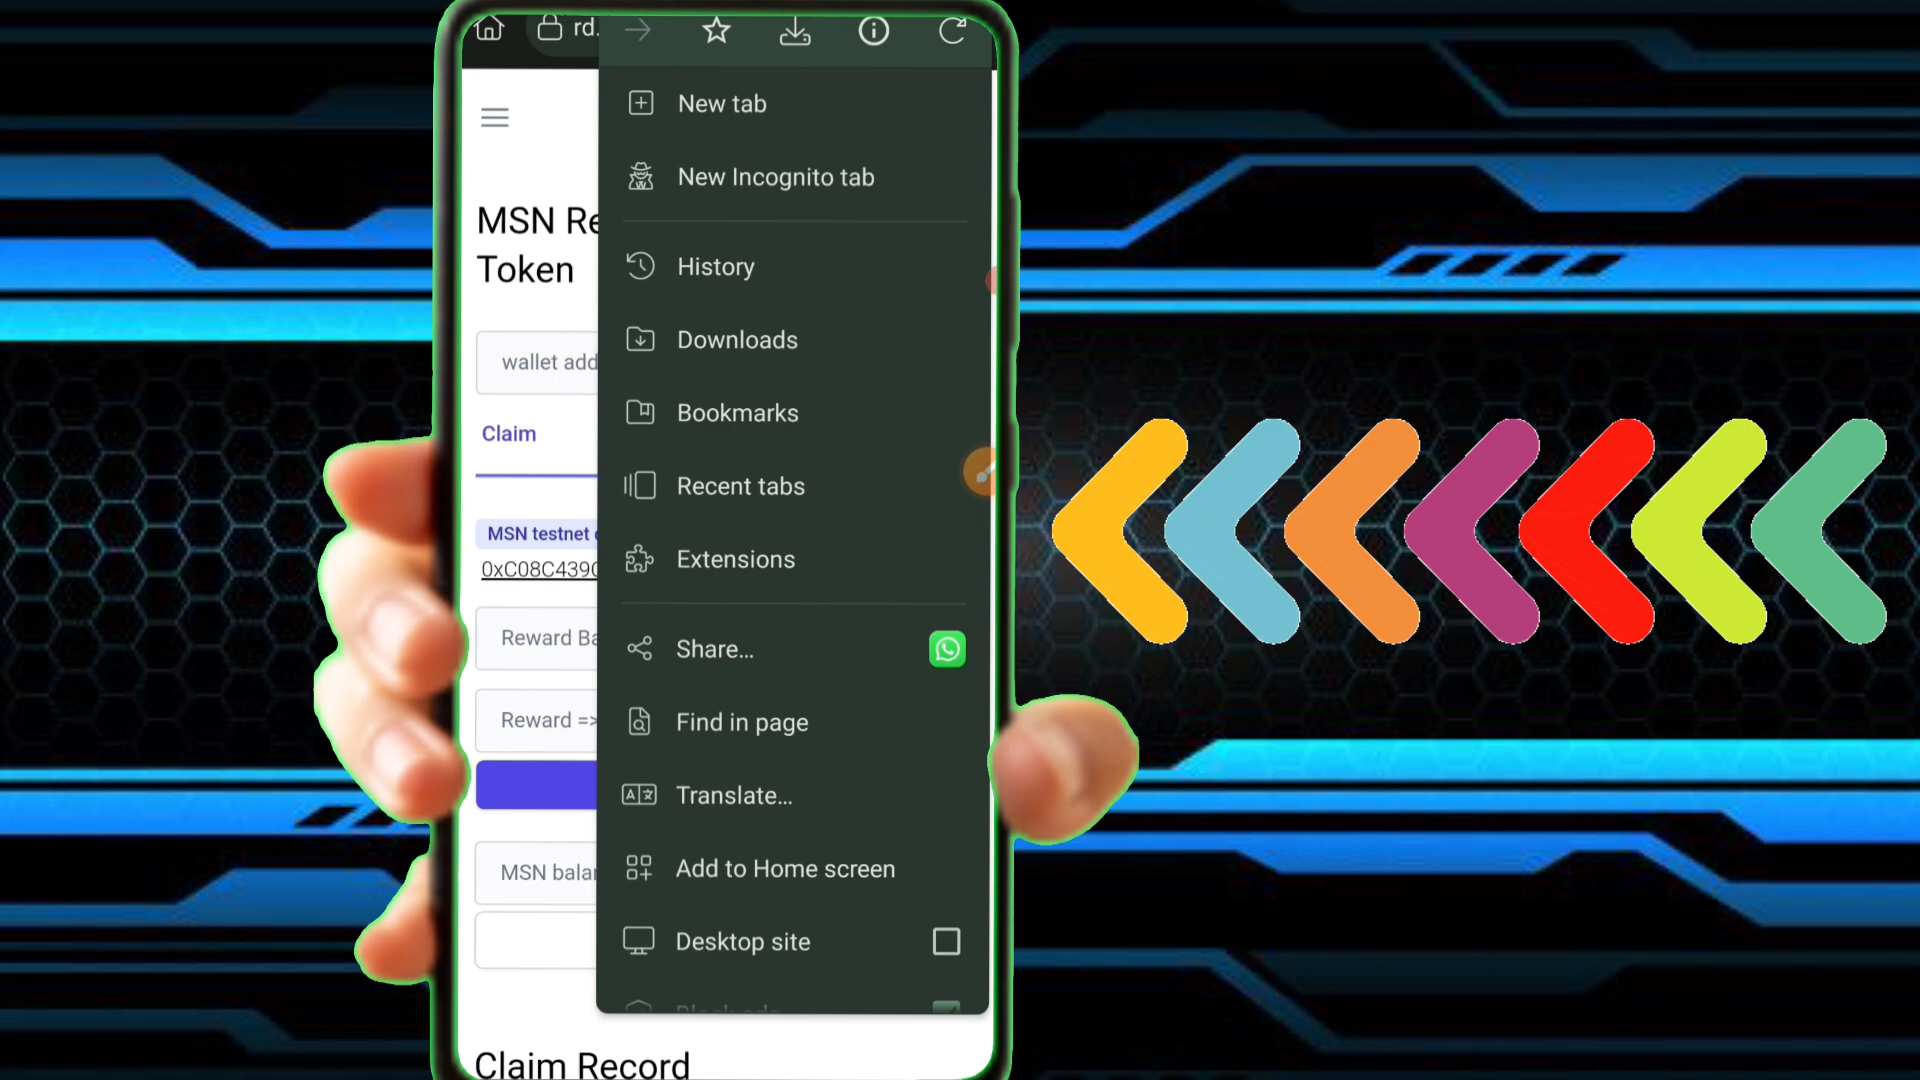 rd.
New tab
New Incognito tab
MSN Re
Token
History
Downloads
wallet add
Bookmarks
Claim
Recent tabs
MSN testnet
Extensions
0xC08C439
Reward Ba
Share...
Reward =>
Find in page
Translate...
MSN balan
Add to Home screen
Desktop site
Claim Record